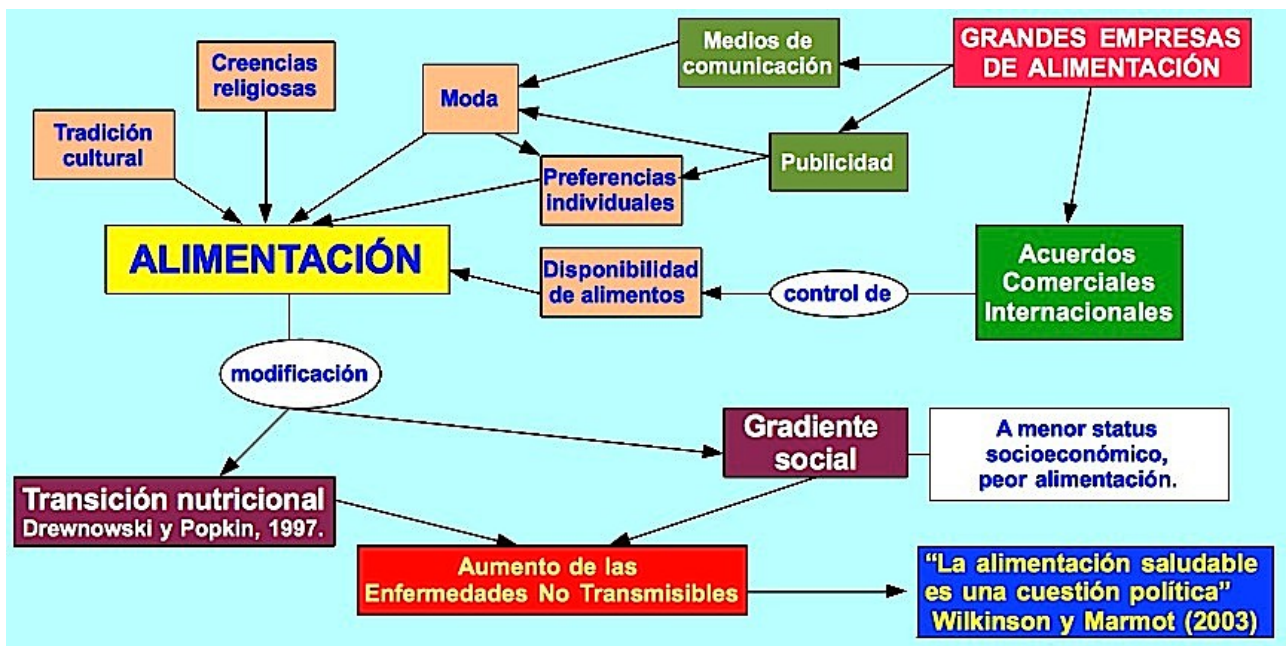 Creencias
religiosas
Tradición
cultural
Moda
Medios de
comunicación
GRANDES EMPRESAS
DE ALIMENTACIÓN
Publicidad
Preferencias
individuales
ALIMENTACIÓN
Disponibilidad
de alimentos
control de
Acuerdos
Comerciales
Internacionales
modificación
Gradiente
social
A menor status
socioeconómico,
peor alimentación.
Transición nutricional
Drewnowski y Popkin, 1997.
Aumento de las
Enfermedades No Transmisibles
“La alimentación saludable
es una cuestión política”
Wilkinson y Marmot (2003)